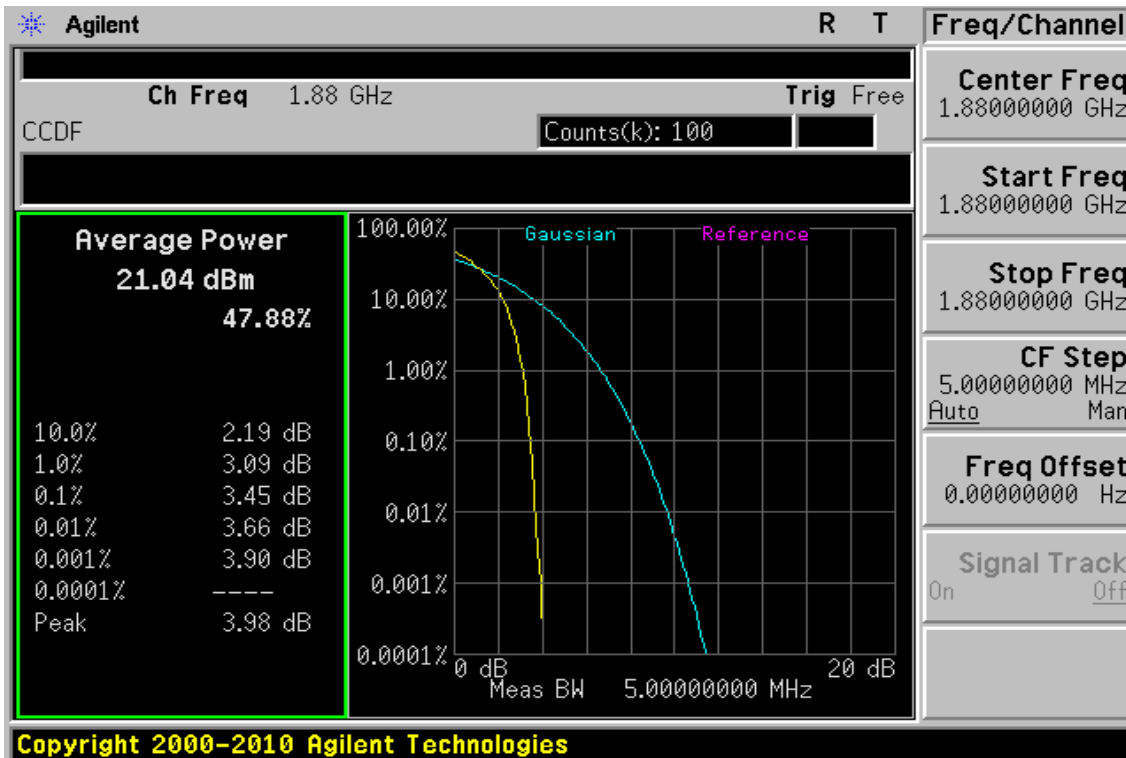 Agilent R T
Ch Freq 1.88 GHz Trig Free
CCDF Counts(k): 100
Average Power
21.04 dBm
47.88%
10.0% 2.19 dB
1.0% 3.09 dB
0.1% 3.45 dB
0.01% 3.66 dB
0.001% 3.90 dB
0.0001% ----
Peak 3.98 dB
Gaussian Reference
100.00%
10.00%
1.00%
0.10%
0.01%
0.001%
0.0001%
0 dB 20 dB
Meas BW 5.00000000 MHz
Freq/Channel
Center Freq
1.88000000 GHz
Start Freq
1.88000000 GHz
Stop Freq
1.88000000 GHz
CF Step
5.00000000 MHz
Auto Man
Freq Offset
0.00000000 Hz
Signal Track
On Off
Copyright 2000-2010 Agilent Technologies